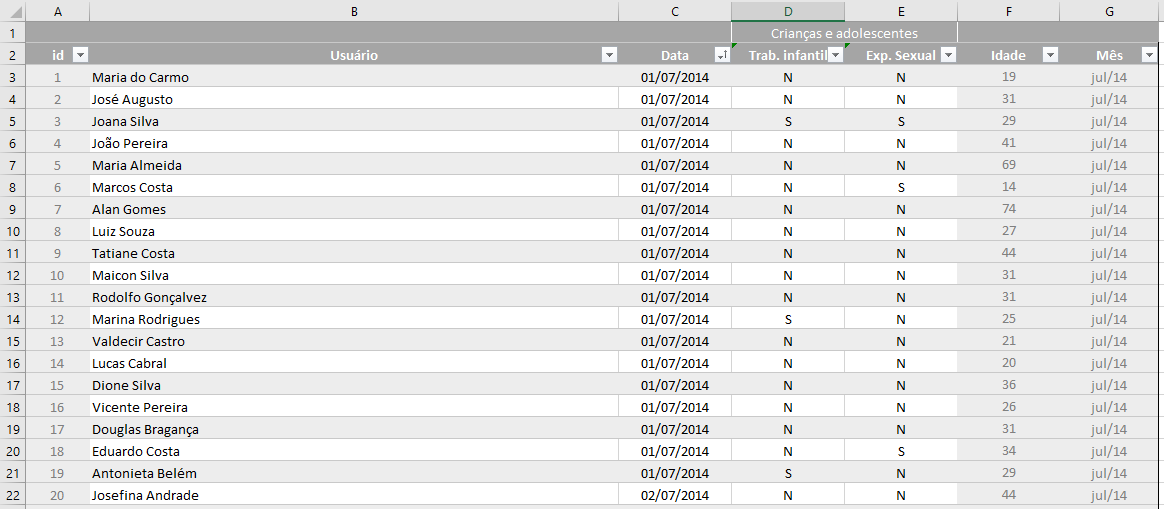 A B C D E F G
1 Crianças e adolescentes
2 id Usuário Data Trab. infantil Exp. Sexual Idade Mês
3 1 Maria do Carmo 01/07/2014 N N 19 jul/14
4 2 José Augusto 01/07/2014 N N 31 jul/14
5 3 Joana Silva 01/07/2014 S S 29 jul/14
6 4 João Pereira 01/07/2014 N N 41 jul/14
7 5 Maria Almeida 01/07/2014 N N 69 jul/14
8 6 Marcos Costa 01/07/2014 N S 14 jul/14
9 7 Alan Gomes 01/07/2014 N N 74 jul/14
10 8 Luiz Souza 01/07/2014 N N 27 jul/14
11 9 Tatiane Costa 01/07/2014 N N 44 jul/14
12 10 Maicon Silva 01/07/2014 N N 31 jul/14
13 11 Rodolfo Gonçalvez 01/07/2014 N N 31 jul/14
14 12 Marina Rodrigues 01/07/2014 S N 25 jul/14
15 13 Valdecir Castro 01/07/2014 N N 21 jul/14
16 14 Lucas Cabral 01/07/2014 N N 20 jul/14
17 15 Dione Silva 01/07/2014 N N 36 jul/14
18 16 Vicente Pereira 01/07/2014 N N 26 jul/14
19 17 Douglas Bragança 01/07/2014 N N 31 jul/14
20 18 Eduardo Costa 01/07/2014 N S 34 jul/14
21 19 Antonieta Belém 01/07/2014 S N 29 jul/14
22 20 Josefina Andrade 02/07/2014 N N 44 jul/14